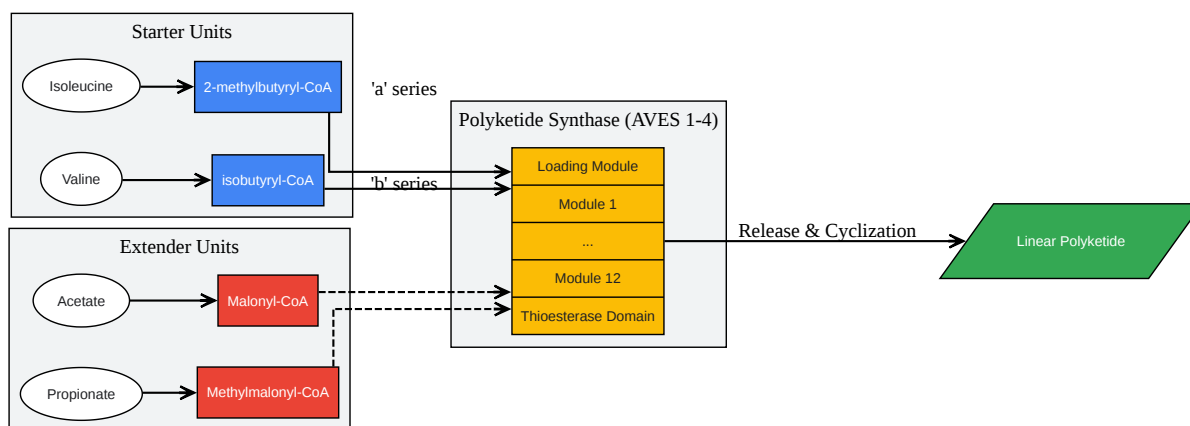 Starter Units
Isoleucine
2-methylbutyryl-CoA
'a' series
Valine
isobutyryl-CoA
'b' series
Extender Units
Acetate
Malonyl-CoA
Propionate
Methylmalonyl-CoA
Polyketide Synthase (AVES 1-4)
Loading Module
Module 1
...
Module 12
Thioesterase Domain
Release & Cyclization
Linear Polyketide